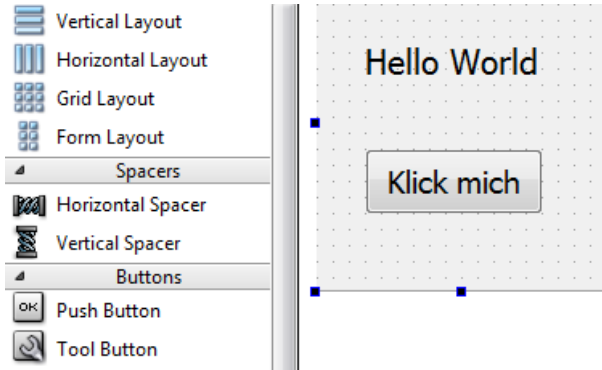 Vertical Layout
Horizontal Layout
Grid Layout
Form Layout
Spacers
Horizontal Spacer
Vertical Spacer
Buttons
OK
Push Button
Tool Button
Hello World
Klick mich